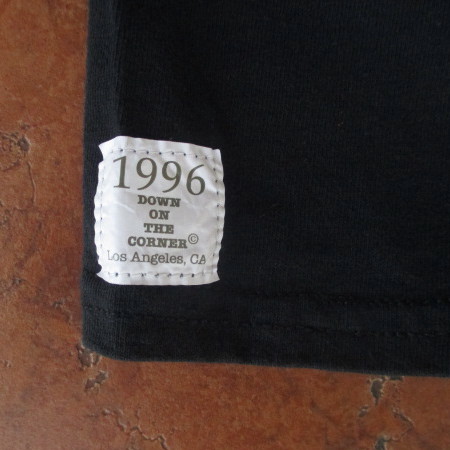 1996
DOWN
ON
THE
CORNER©
Los Angeles, CA